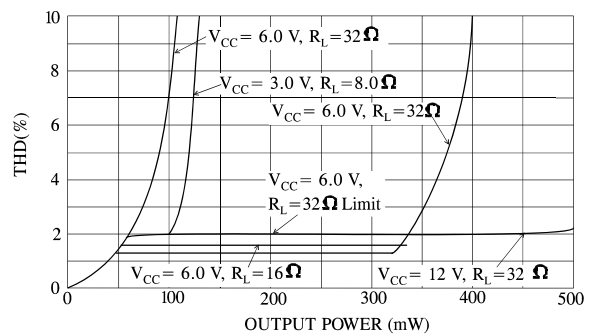 10
V_CC = 6.0 V, R_L = 32 Ω
8
V_CC = 3.0 V, R_L = 8.0 Ω
V_CC = 6.0 V, R_L = 32 Ω
6
THD(%)
4
V_CC = 6.0 V,
R_L = 32 Ω Limit
2
V_CC = 6.0 V, R_L = 16 Ω
V_CC = 12 V, R_L = 32 Ω
0
0 100 200 300 400 500
OUTPUT POWER (mW)